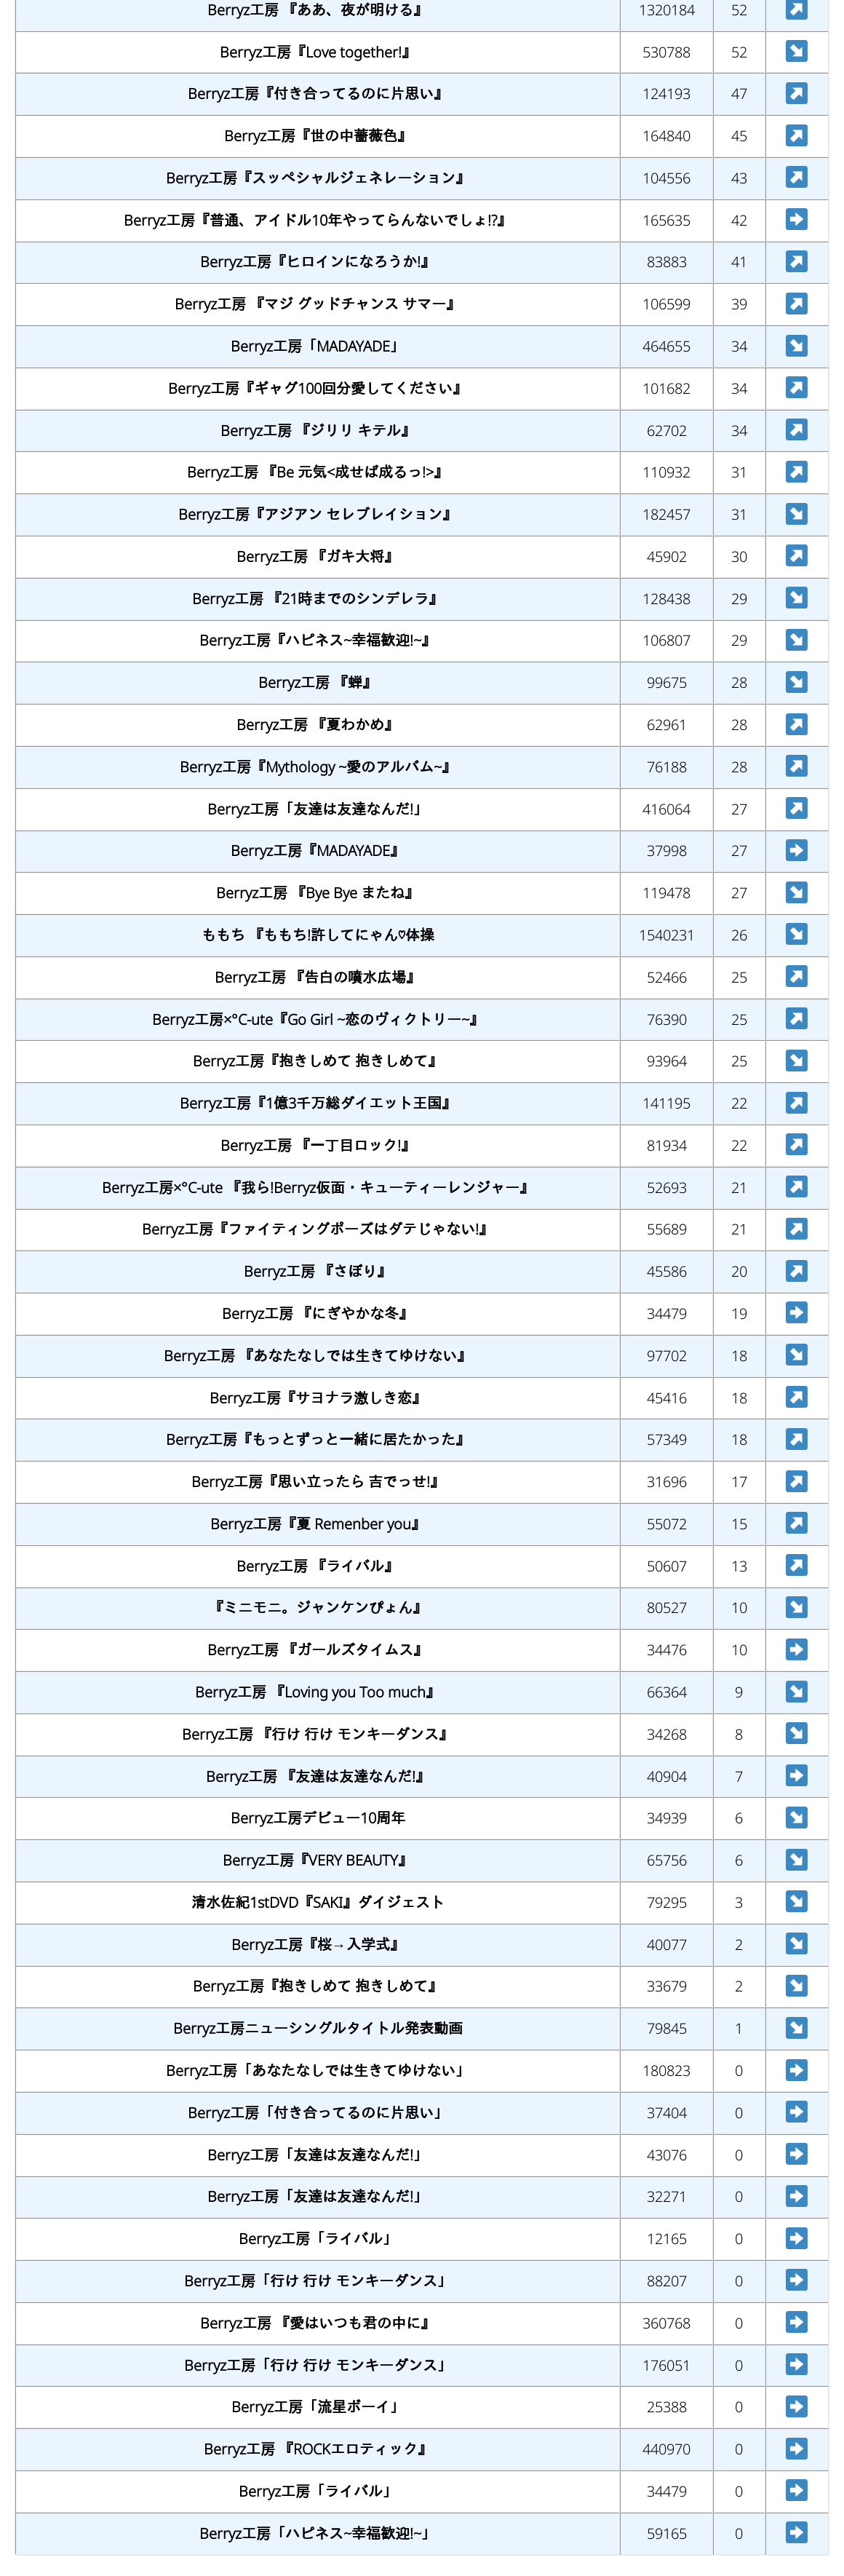 Berryz工房 『ああ、夜が明ける』 1320184 52 ↗
Berryz工房『Love together!』 530788 52 ↘
Berryz工房『付き合ってるのに片思い』 124193 47 ↗
Berryz工房『世の中薔薇色』 164840 45 ↗
Berryz工房『スッペシャルジェネレーション』 104556 43 ↗
Berryz工房『普通、アイドル10年やってらんないでしょ!?』 165635 42 ➡
Berryz工房『ヒロインになろうか!』 83883 41 ↗
Berryz工房 『マジ グッドチャンス サマー』 106599 39 ↗
Berryz工房「MADAYADE」 464655 34 ↘
Berryz工房『ギャグ100回分愛してください』 101682 34 ↗
Berryz工房 『ジリリ キテル』 62702 34 ↗
Berryz工房 『Be 元気<成せば成るっ!>』 110932 31 ↗
Berryz工房『アジアン セレブレイション』 182457 31 ↘
Berryz工房 『ガキ大将』 45902 30 ↗
Berryz工房 『21時までのシンデレラ』 128438 29 ↘
Berryz工房『ハピネス~幸福歓迎!~』 106807 29 ↘
Berryz工房 『蝉』 99675 28 ↘
Berryz工房 『夏わかめ』 62961 28 ↗
Berryz工房『Mythology ~愛のアルバム~』 76188 28 ↗
Berryz工房「友達は友達なんだ!」 416064 27 ↗
Berryz工房『MADAYADE』 37998 27 ➡
Berryz工房 『Bye Bye またね』 119478 27 ↘
ももち 『ももち!許してにゃん♡体操 1540231 26 ↘
Berryz工房 『告白の噴水広場』 52466 25 ↗
Berryz工房×°C-ute『Go Girl ~恋のヴィクトリー~』 76390 25 ↗
Berryz工房『抱きしめて 抱きしめて』 93964 25 ↘
Berryz工房『1億3千万総ダイエット王国』 141195 22 ↗
Berryz工房 『一丁目ロック!』 81934 22 ↗
Berryz工房×°C-ute 『我ら!Berryz仮面・キューティーレンジャー』 52693 21 ↗
Berryz工房『ファイティングポーズはダテじゃない!』 55689 21 ↗
Berryz工房 『さぼり』 45586 20 ↗
Berryz工房 『にぎやかな冬』 34479 19 ➡
Berryz工房 『あなたなしでは生きてゆけない』 97702 18 ↘
Berryz工房『サヨナラ激しき恋』 45416 18 ↗
Berryz工房『もっとずっと一緒に居たかった』 57349 18 ↗
Berryz工房『思い立ったら 吉でっせ!』 31696 17 ↗
Berryz工房『夏 Remenber you』 55072 15 ↗
Berryz工房 『ライバル』 50607 13 ↗
『ミニモニ。ジャンケンぴょん』 80527 10 ↘
Berryz工房 『ガールズタイムス』 34476 10 ➡
Berryz工房 『Loving you Too much』 66364 9 ↘
Berryz工房 『行け 行け モンキーダンス』 34268 8 ↘
Berryz工房 『友達は友達なんだ!』 40904 7 ➡
Berryz工房デビュー10周年 34939 6 ↘
Berryz工房『VERY BEAUTY』 65756 6 ↘
清水佐紀1stDVD『SAKI』ダイジェスト 79295 3 ↘
Berryz工房『桜→入学式』 40077 2 ↘
Berryz工房『抱きしめて 抱きしめて』 33679 2 ↘
Berryz工房ニューシングルタイトル発表動画 79845 1 ↘
Berryz工房「あなたなしでは生きてゆけない」 180823 0 ➡
Berryz工房「付き合ってるのに片思い」 37404 0 ➡
Berryz工房「友達は友達なんだ!」 43076 0 ➡
Berryz工房「友達は友達なんだ!」 32271 0 ➡
Berryz工房「ライバル」 12165 0 ➡
Berryz工房「行け 行け モンキーダンス」 88207 0 ➡
Berryz工房 『愛はいつも君の中に』 360768 0 ➡
Berryz工房「行け 行け モンキーダンス」 176051 0 ➡
Berryz工房「流星ボーイ」 25388 0 ➡
Berryz工房 『ROCKエロティック』 440970 0 ➡
Berryz工房「ライバル」 34479 0 ➡
Berryz工房「ハピネス~幸福歓迎!~」 59165 0 ➡